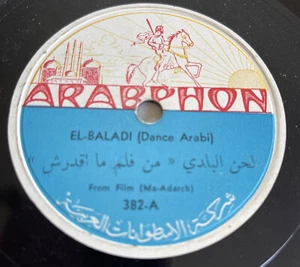 ARABPHON
EL-BALADI (Dance Arabi)
لحن البلدي « من فلم ما اقدرش »
From Film (Ma-Adarch)
382-A
شركة الاسطوانات العربية